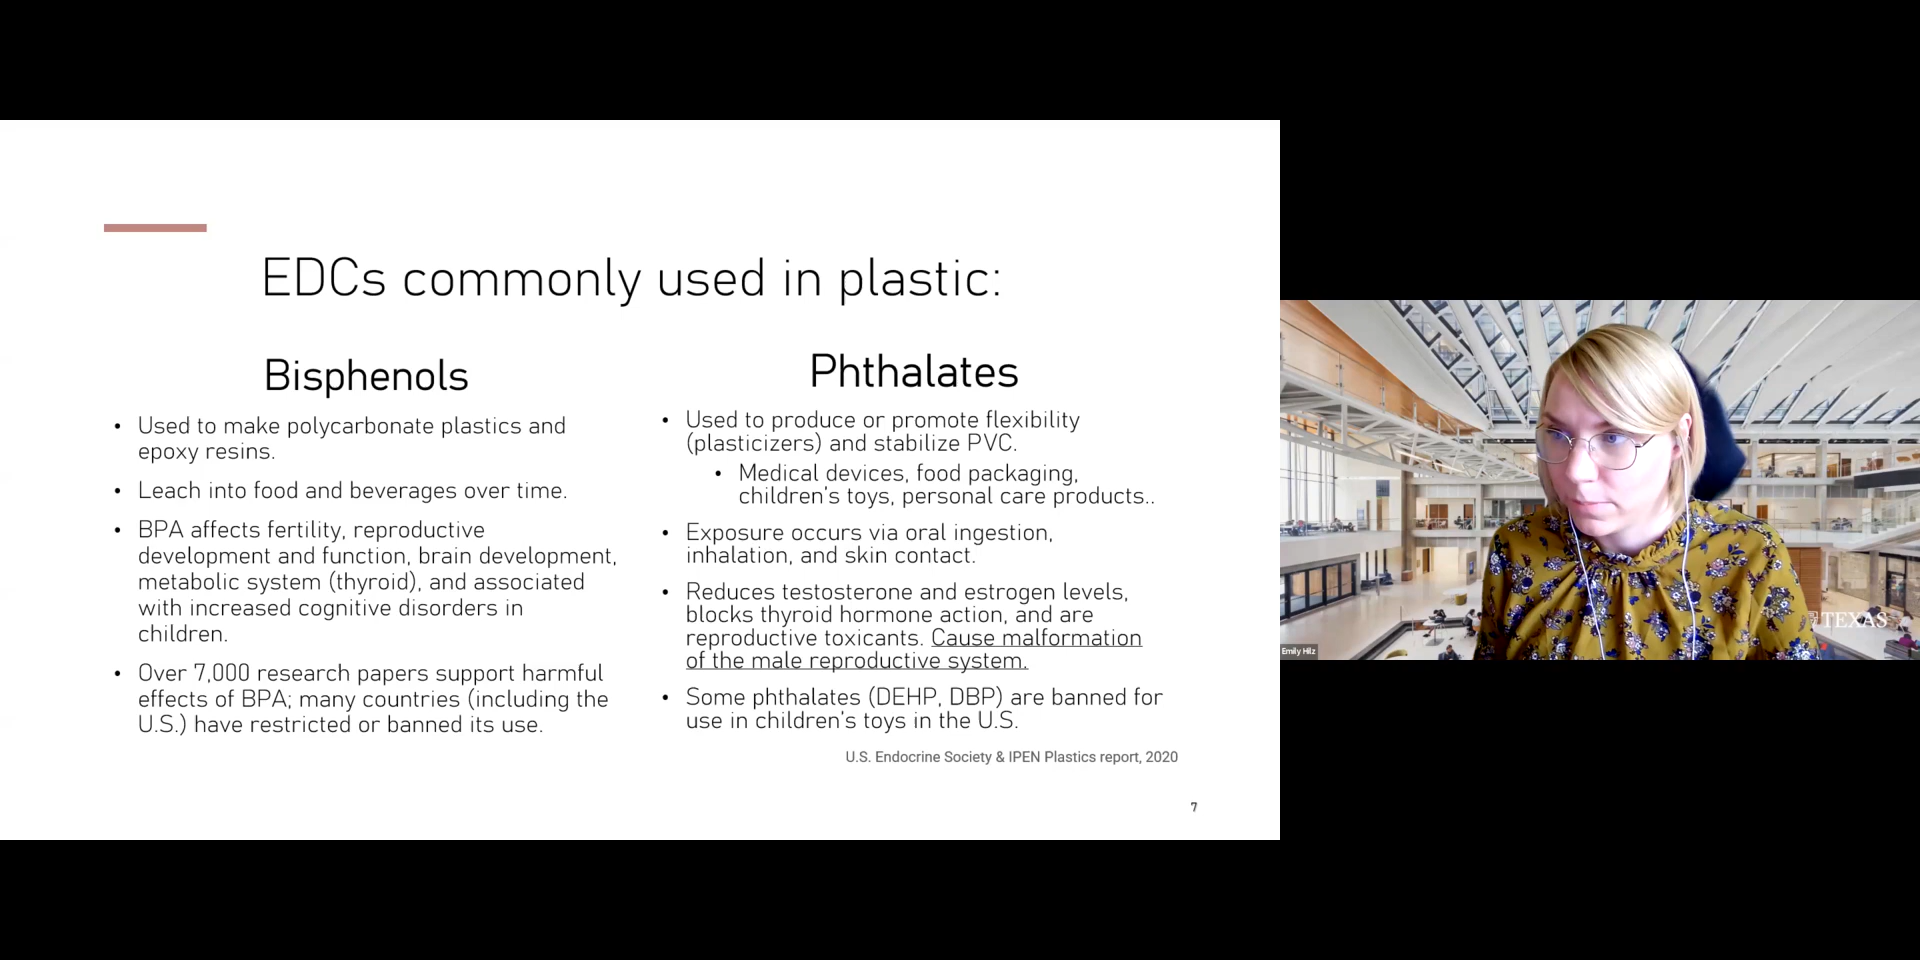 EDCs commonly used in plastic:
Bisphenols
• Used to make polycarbonate plastics and
epoxy resins.
• Leach into food and beverages over time.
• BPA affects fertility, reproductive
development and function, brain development,
metabolic system (thyroid), and associated
with increased cognitive disorders in
children.
• Over 7,000 research papers support harmful
effects of BPA; many countries (including the
U.S.) have restricted or banned its use.
Phthalates
• Used to produce or promote flexibility
(plasticizers) and stabilize PVC.
• Medical devices, food packaging,
children's toys, personal care products..
• Exposure occurs via oral ingestion,
inhalation, and skin contact.
• Reduces testosterone and estrogen levels,
blocks thyroid hormone action, and are
reproductive toxicants. Cause malformation
of the male reproductive system.
• Some phthalates (DEHP, DBP) are banned for
use in children's toys in the U.S.
U.S. Endocrine Society & IPEN Plastics report, 2020
7
TEXAS
Emily Hilz